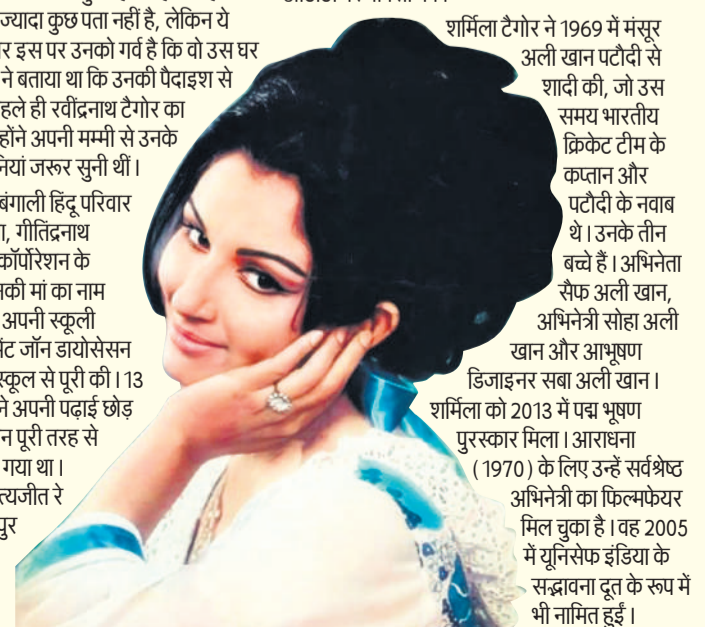 ज्यादा कुछ पता नहीं है, लेकिन ये
र इस पर उनको गर्व है कि वो उस घर
ने बताया था कि उनकी पैदाइश से
हले ही रवींद्रनाथ टैगोर का
होंने अपनी मम्मी से उनके
नियां जरूर सुनी थीं।
बंगाली हिंदू परिवार
ा, गीतिंद्रनाथ
कॉर्पोरेशन के
की मां का नाम
अपनी स्कूली
ंट जॉन डायोसेसन
स्कूल से पूरी की। 13
ने अपनी पढ़ाई छोड़
न पूरी तरह से
गया था।
त्यजीत रे
पुर
शर्मिला टैगोर ने 1969 में मंसूर
अली खान पटौदी से
शादी की, जो उस
समय भारतीय
क्रिकेट टीम के
कप्तान और
पटौदी के नवाब
थे। उनके तीन
बच्चे हैं। अभिनेता
सैफ अली खान,
अभिनेत्री सोहा अली
खान और आभूषण
डिजाइनर सबा अली खान।
शर्मिला को 2013 में पद्म भूषण
पुरस्कार मिला। आराधना
(1970) के लिए उन्हें सर्वश्रेष्ठ
अभिनेत्री का फिल्मफेयर
मिल चुका है। वह 2005
में यूनिसेफ इंडिया के
सद्भावना दूत के रूप में
भी नामित हुईं।